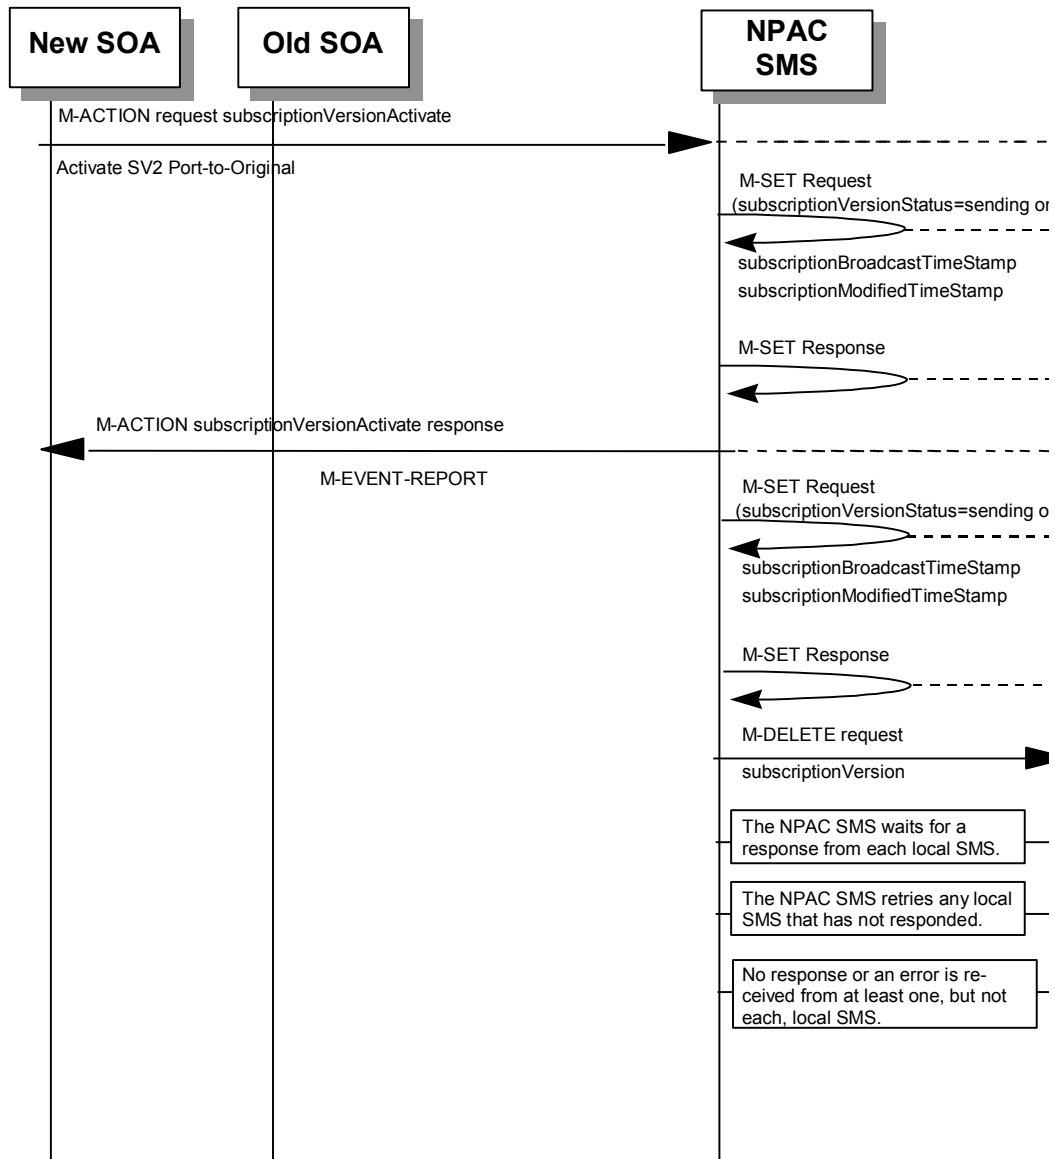 New SOA
Old SOA
NPAC
SMS
M-ACTION request subscriptionVersionActivate
Activate SV2 Port-to-Original
M-SET Request
(subscriptionVersionStatus=sending or
subscriptionBroadcastTimeStamp
subscriptionModifiedTimeStamp
M-SET Response
M-ACTION subscriptionVersionActivate response
M-EVENT-REPORT
M-SET Request
(subscriptionVersionStatus=sending o
subscriptionBroadcastTimeStamp
subscriptionModifiedTimeStamp
M-SET Response
M-DELETE request
subscriptionVersion
The NPAC SMS waits for a
response from each local SMS.
The NPAC SMS retries any local
SMS that has not responded.
No response or an error is re-
ceived from at least one, but not
each, local SMS.